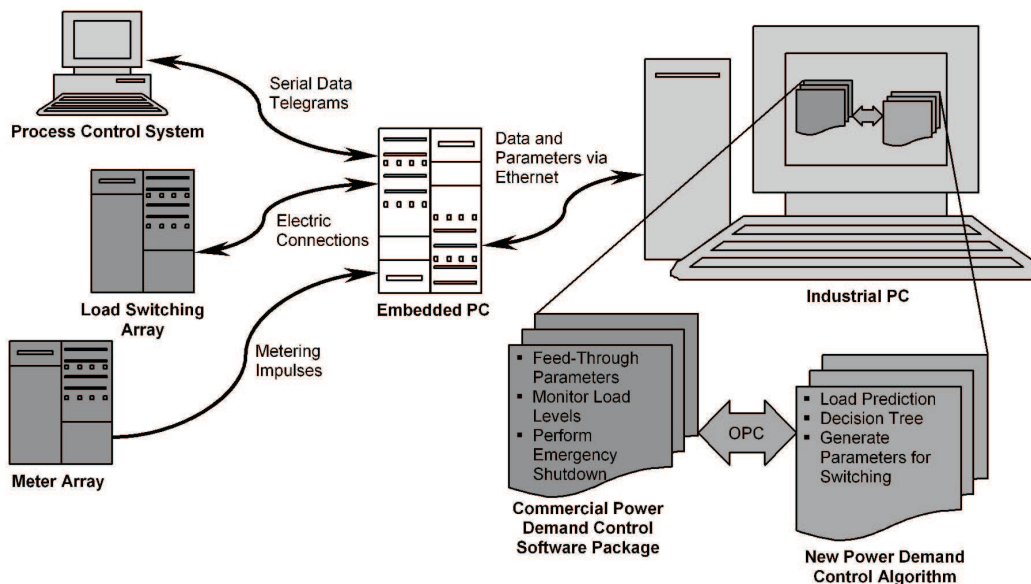 Serial Data
Telegrams
Process Control System
Data and
Parameters via
Ethernet
Electric
Connections
Load Switching
Array
Embedded PC
Industrial PC
Metering
Impulses
Meter Array
▪ Feed-Through
Parameters
▪ Monitor Load
Levels
▪ Perform
Emergency
Shutdown
OPC
▪ Load Prediction
▪ Decision Tree
▪ Generate
Parameters for
Switching
Commercial Power
Demand Control
Software Package
New Power Demand
Control Algorithm